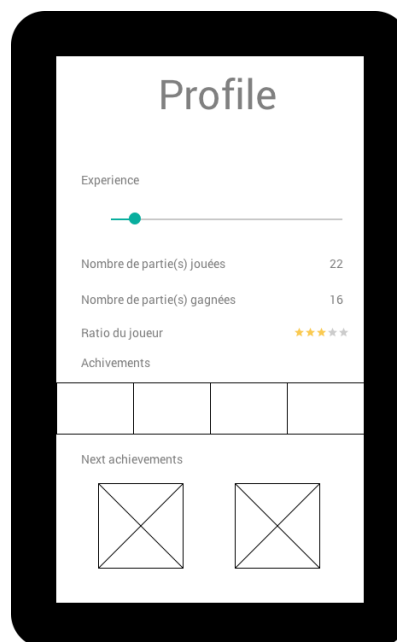 Profile
Experience
Nombre de partie(s) jouées 22
Nombre de partie(s) gagnées 16
Ratio du joueur
Achivements
Next achievements